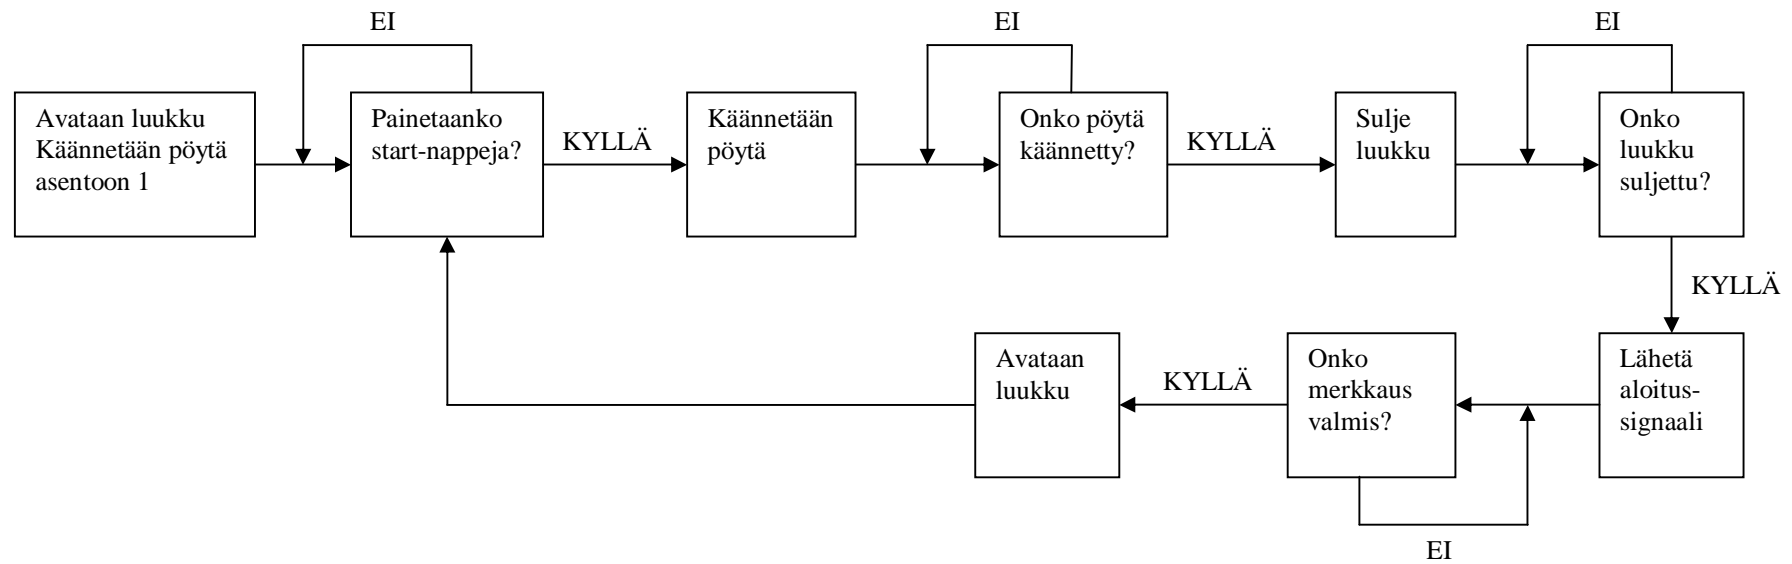 EI
EI
EI
Avataan luukku
Käännetään pöytä
asentoon 1
Painetaanko
start-nappeja?
KYLLÄ
Käännetään
pöytä
Onko pöytä
käännetty?
KYLLÄ
Sulje
luukku
Onko
luukku
suljettu?
KYLLÄ
Lähetä
aloitus-
signaali
Onko
merkkaus
valmis?
KYLLÄ
Avataan
luukku
EI